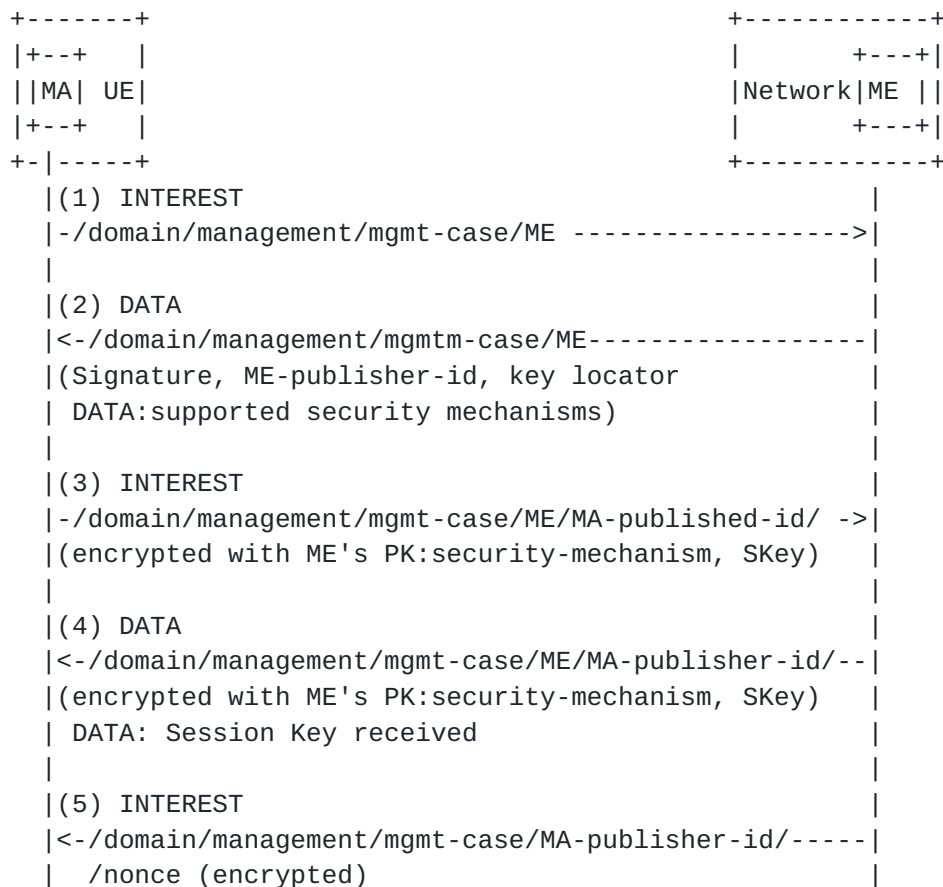 +-------+                                  +------------+
|+--+   |                                  |       +---+|
||MA| UE|                                  |Network|ME ||
|+--+   |                                  |       +---+|
+-|-----+                                  +------------+
  |(1) INTEREST                                     |
  |-/domain/management/mgmt-case/ME ----------------->|
  |                                                 |
  |(2) DATA                                         |
  |<-/domain/management/mgmtm-case/ME-----------------|
  |(Signature, ME-publisher-id, key locator         |
  | DATA:supported security mechanisms)             |
  |                                                 |
  |(3) INTEREST                                     |
  |-/domain/management/mgmt-case/ME/MA-published-id/ ->|
  |(encrypted with ME's PK:security-mechanism, SKey)   |
  |                                                 |
  |(4) DATA                                         |
  |<-/domain/management/mgmt-case/ME/MA-publisher-id/--|
  |(encrypted with ME's PK:security-mechanism, SKey)   |
  | DATA: Session Key received                      |
  |                                                 |
  |(5) INTEREST                                     |
  |<-/domain/management/mgmt-case/MA-publisher-id/-----|
  |  /nonce (encrypted)                             |